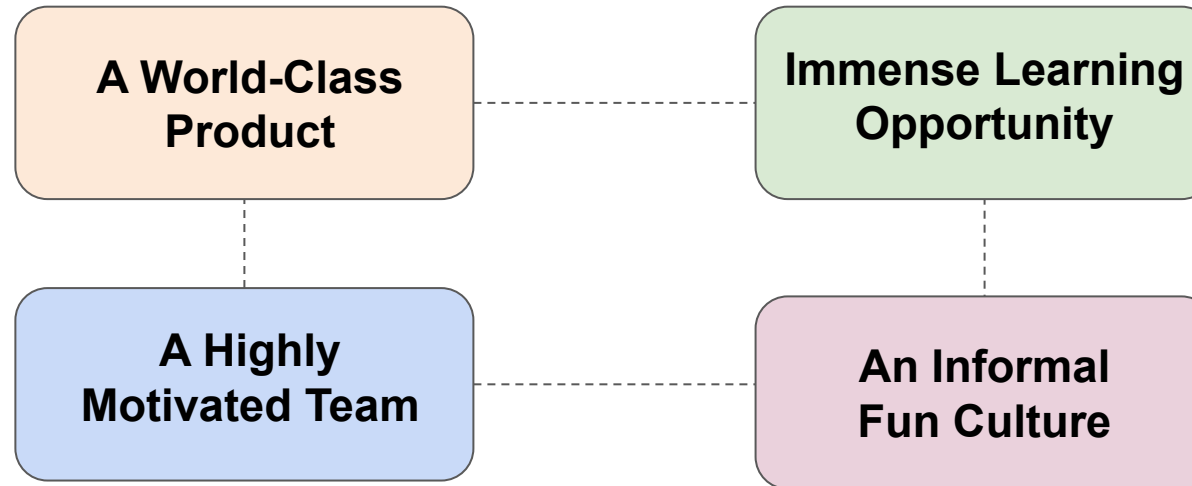 A World-Class
Product
Immense Learning
Opportunity
A Highly
Motivated Team
An Informal
Fun Culture